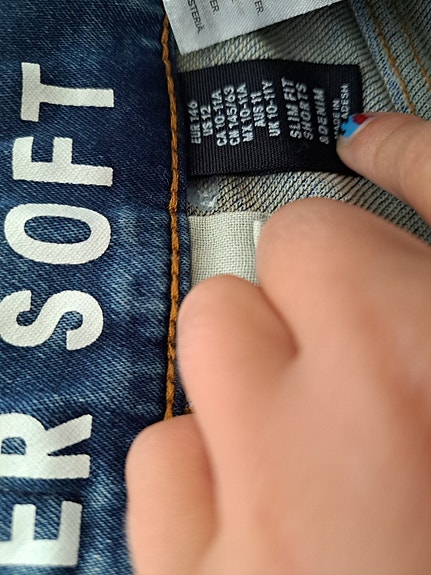 ER SOFT
EUR 146
US 12
CA 10-11A
CN 145/63
MX 10-11A
AUS 11
UK 10-11Y
SLIM FIT
SHORTS
&DENIM